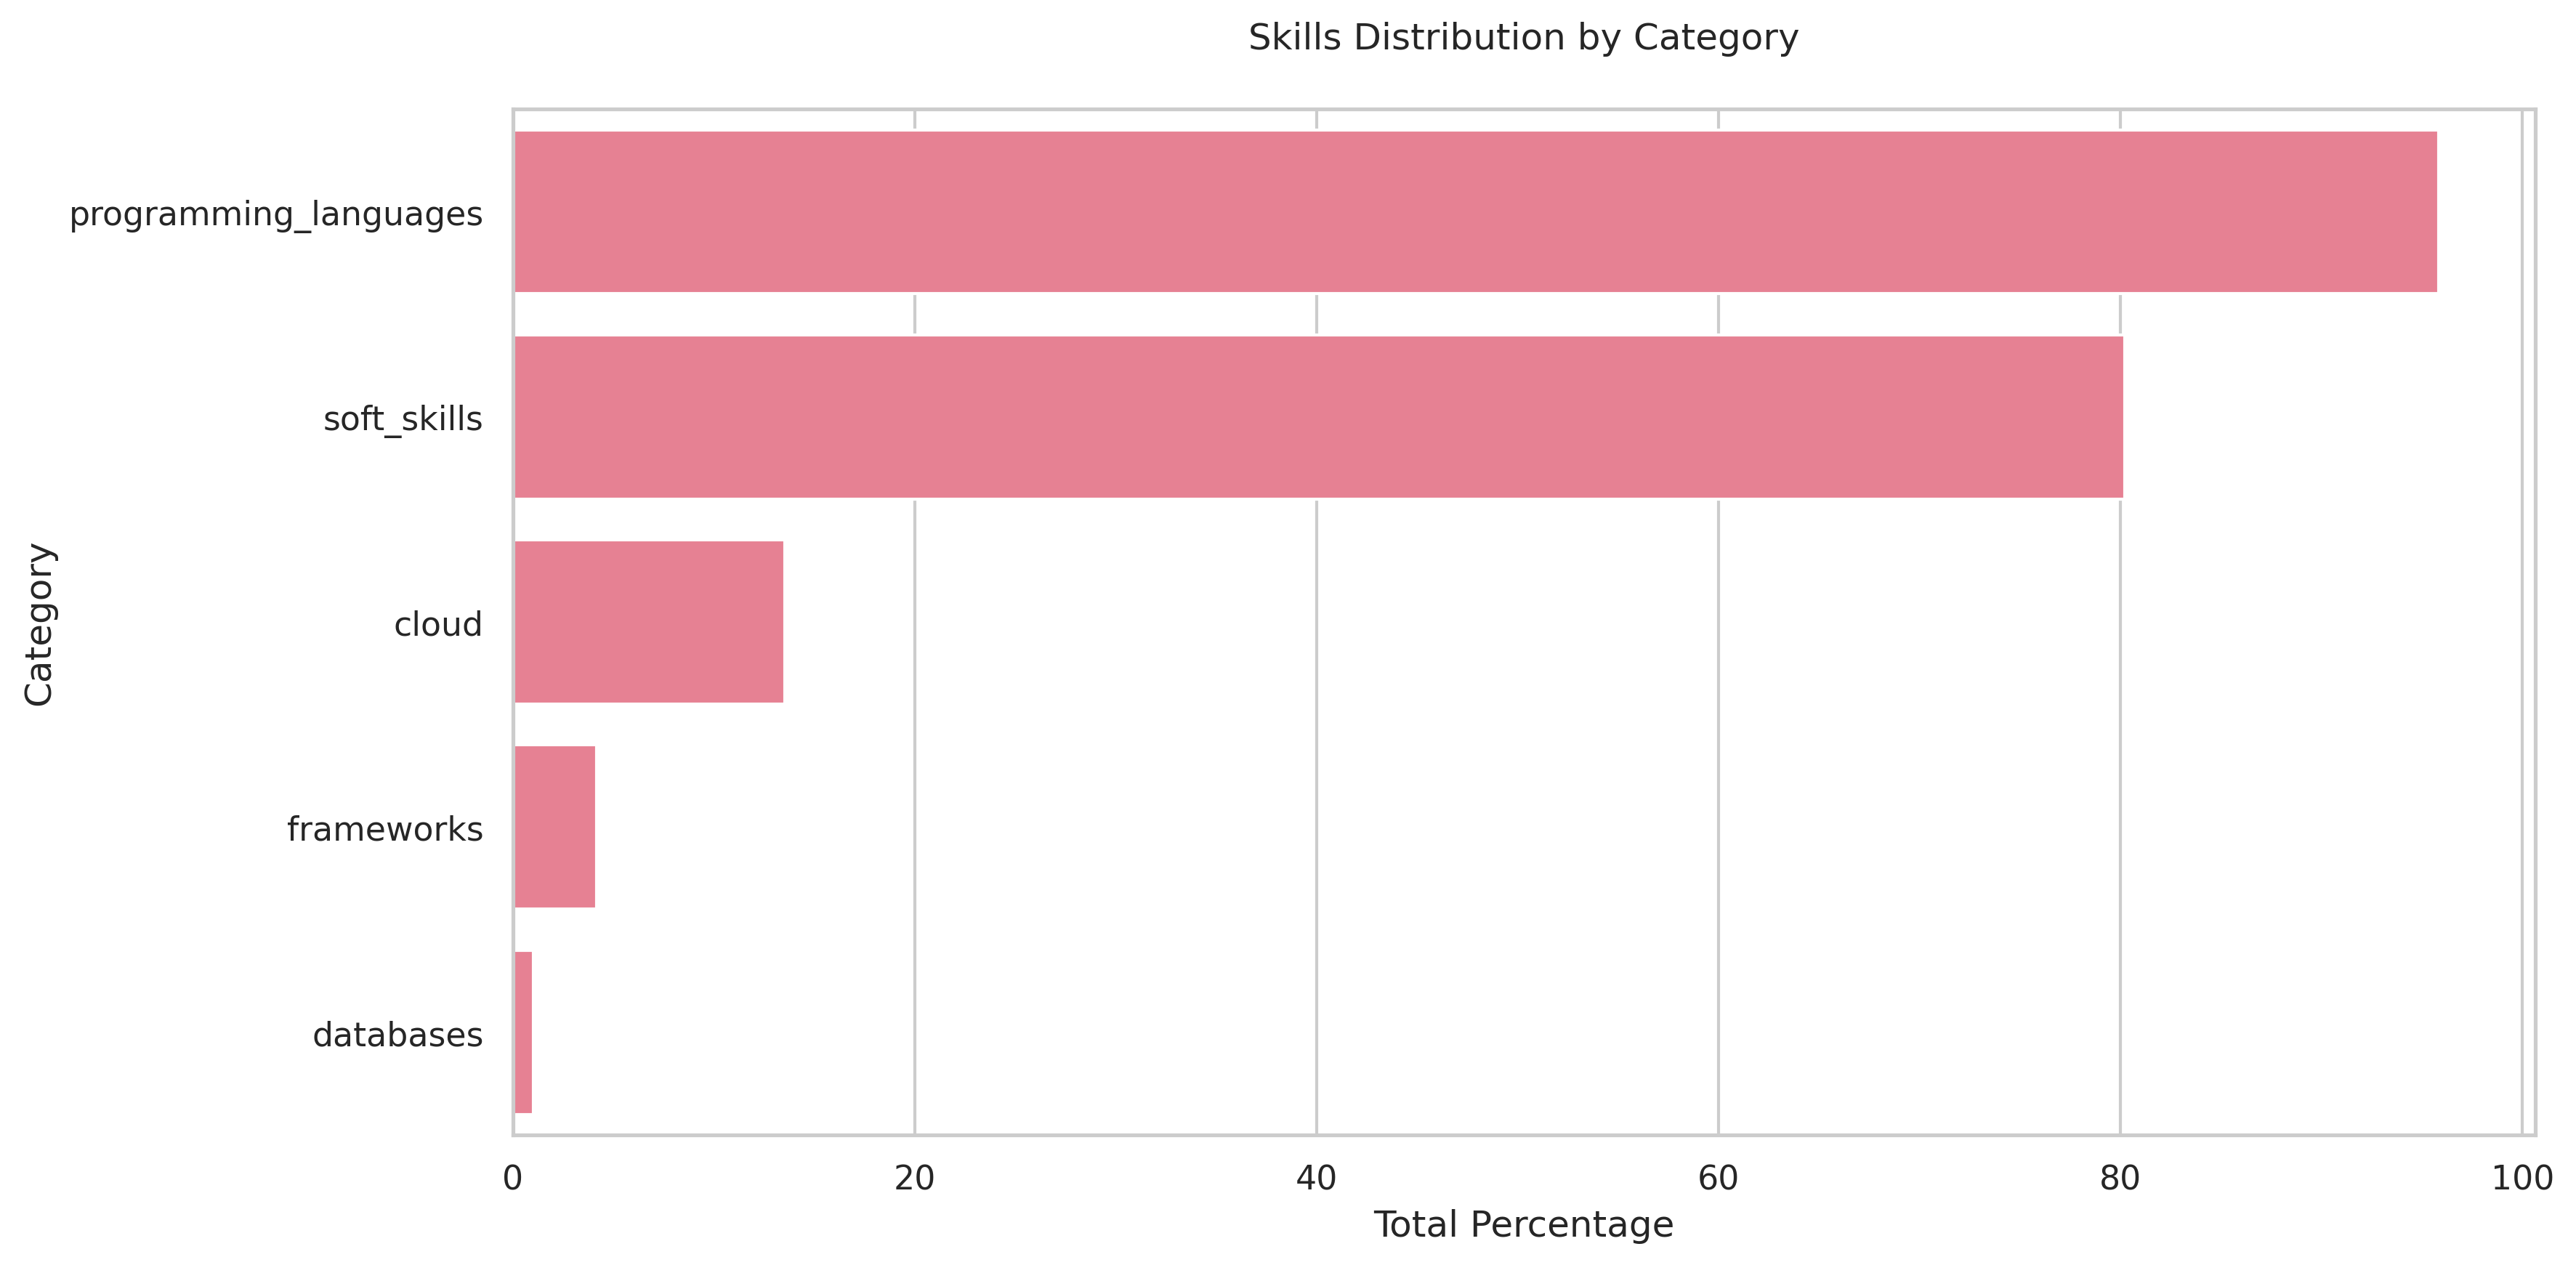 Skills Distribution by Category
programming_languages
soft_skills
cloud
frameworks
databases
Category
0 20 40 60 80 100
Total Percentage